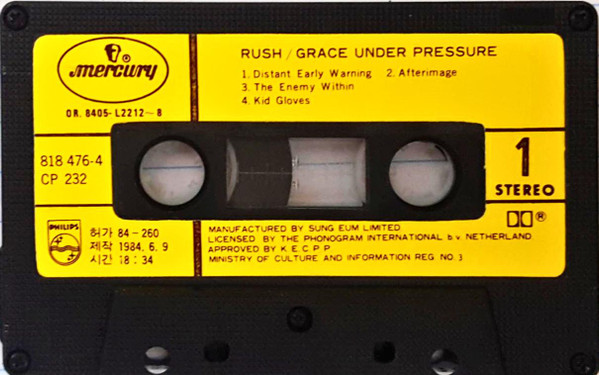 mercury
OR. 8405-L2212~8
RUSH / GRACE UNDER PRESSURE
1. Distant Early Warning 2. Afterimage
3. The Enemy Within
4. Kid Gloves
818 476-4
CP 232
1
STEREO
PHILIPS
허가 84-260
제작 1984. 6. 9
시간 18 : 34
MANUFACTURED BY SUNG EUM LIMITED
LICENSED BY THE PHONOGRAM INTERNATIONAL b v. NETHERLAND
APPROVED BY K E C P P
MINISTRY OF CULTURE AND INFORMATION REG NO 3